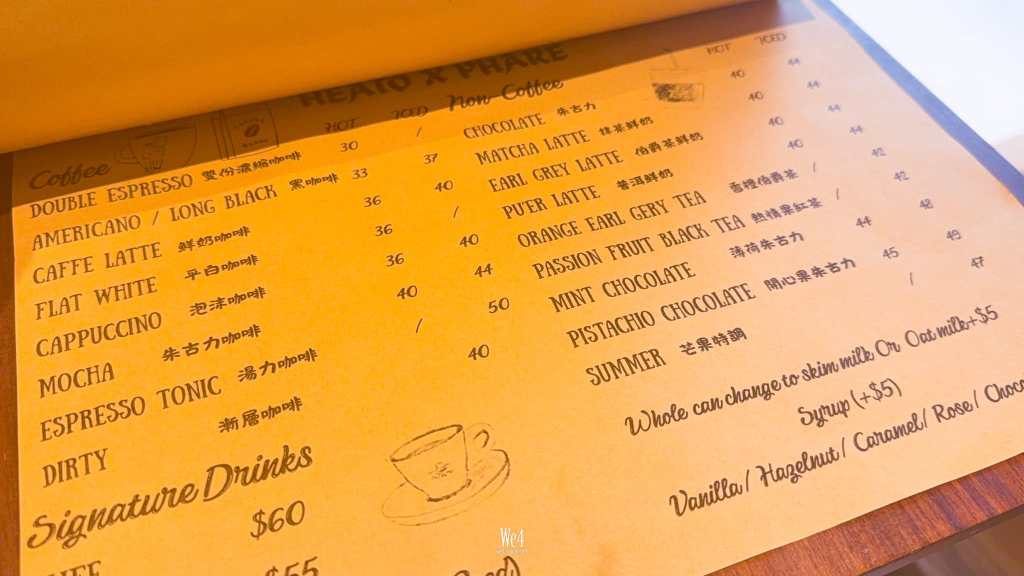 HEATO X PHARE
Coffee HOT ICED
DOUBLE ESPRESSO 雙份濃縮咖啡 30 /
AMERICANO / LONG BLACK 黑咖啡 33 37
CAFFE LATTE 鮮奶咖啡 36 40
FLAT WHITE 平白咖啡 36 /
CAPPUCCINO 泡沫咖啡 36 40
MOCHA 朱古力咖啡 40 44
ESPRESSO TONIC 湯力咖啡 / 50
DIRTY 漸層咖啡 40
Signature Drinks
$60
$55
Non-Coffee HOT ICED
CHOCOLATE 朱古力 40 44
MATCHA LATTE 抹茶鮮奶 40 44
EARL GREY LATTE 伯爵茶鮮奶 40 44
PU'ER LATTE 普洱鮮奶 40 44
ORANGE EARL GERY TEA 香橙伯爵茶 / 42
PASSION FRUIT BLACK TEA 熱情果紅茶 / 42
MINT CHOCOLATE 薄荷朱古力 44 48
PISTACHIO CHOCOLATE 開心果朱古力 45 49
SUMMER 芒果特調 / 47
Whole can change to skim milk Or Oat milk+$5
Syrup (+$5)
Vanilla / Hazelnut / Caramel / Rose / Choco
We4